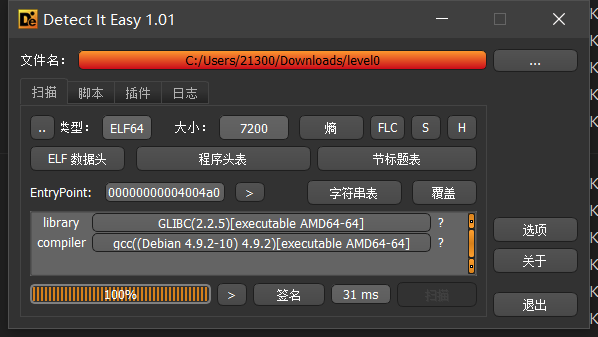 Detect It Easy 1.01
文件名: C:/Users/21300/Downloads/level0 ...
扫描 脚本 插件 日志
.. 类型: ELF64 大小: 7200 熵 FLC S H
ELF 数据头 程序头表 节标题表
EntryPoint: 00000000004004a0 > 字符串表 覆盖
library GLIBC(2.2.5)[executable AMD64-64] ?
compiler gcc((Debian 4.9.2-10) 4.9.2)[executable AMD64-64] ?
选项
关于
100% > 签名 31 ms 扫描
退出